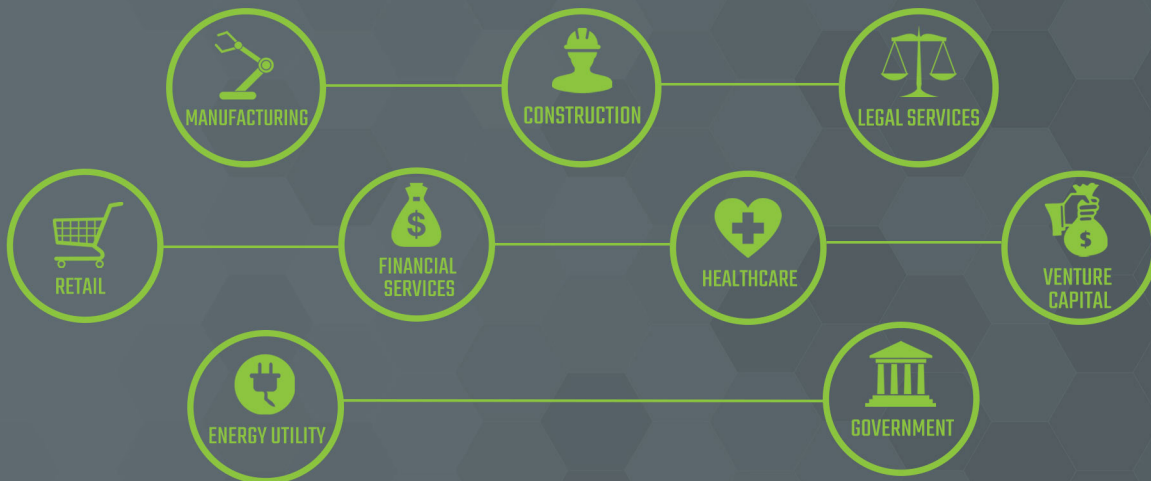 MANUFACTURING
CONSTRUCTION
LEGAL SERVICES
$
RETAIL
FINANCIAL
SERVICES
HEALTHCARE
$
VENTURE
CAPITAL
ENERGY UTILITY
GOVERNMENT